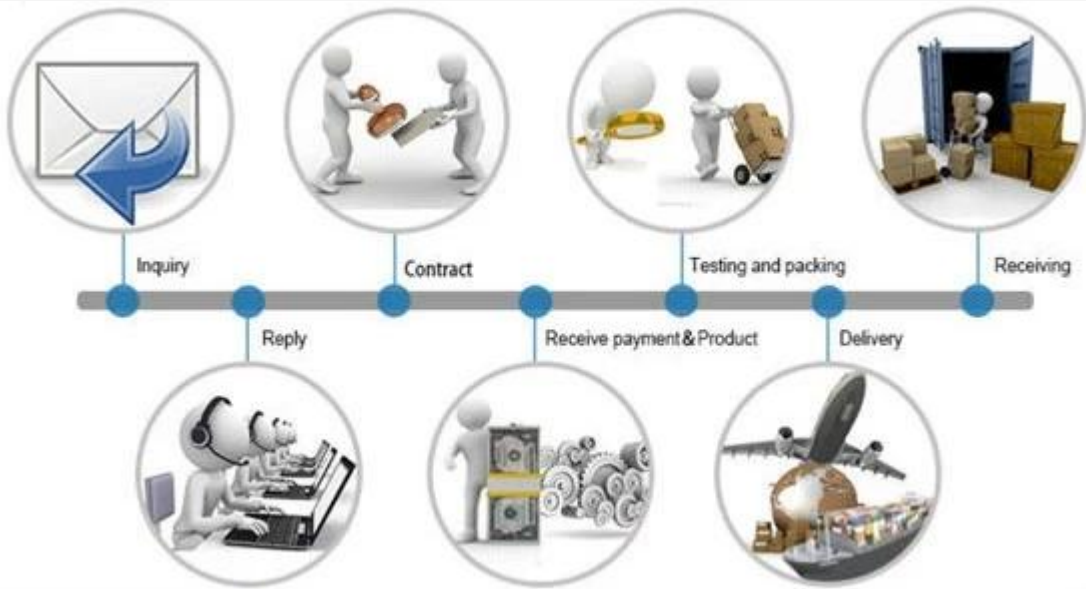 Inquiry
Contract
Testing and packing
Receiving
Reply
Receive payment&Product
Delivery